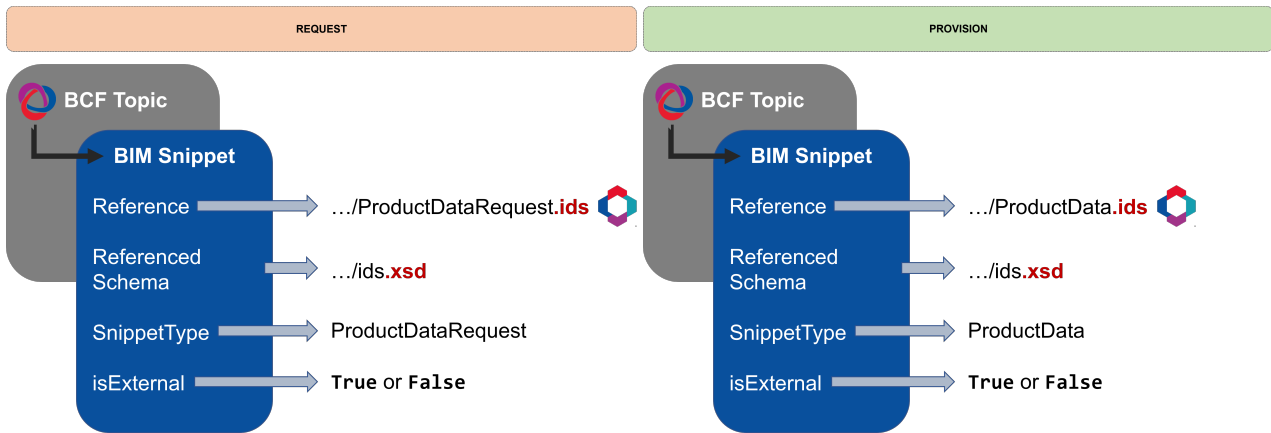 REQUEST
BCF Topic
BIM Snippet
Reference
…/ProductDataRequest.ids
Referenced
Schema
…/ids.xsd
SnippetType
ProductDataRequest
isExternal
True or False
PROVISION
BCF Topic
BIM Snippet
Reference
…/ProductData.ids
Referenced
Schema
…/ids.xsd
SnippetType
ProductData
isExternal
True or False